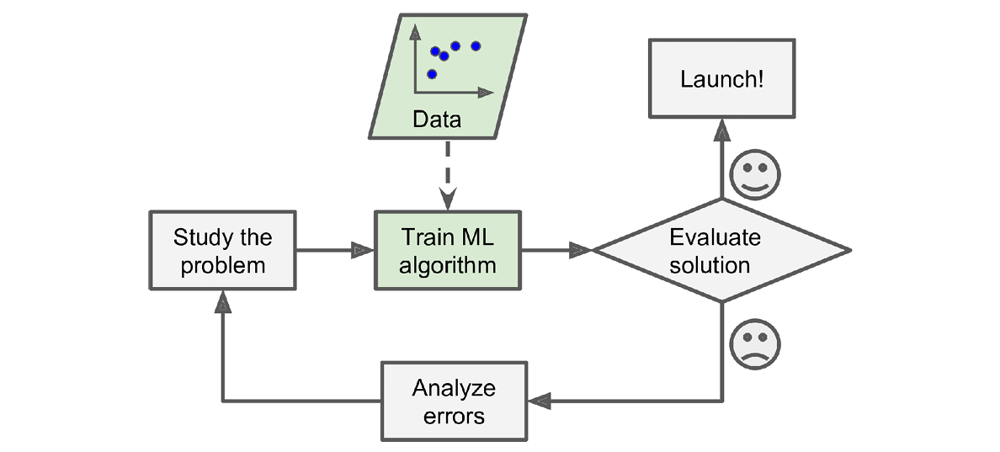 Data
Launch!
Study the
problem
Train ML
algorithm
Evaluate
solution
Analyze
errors